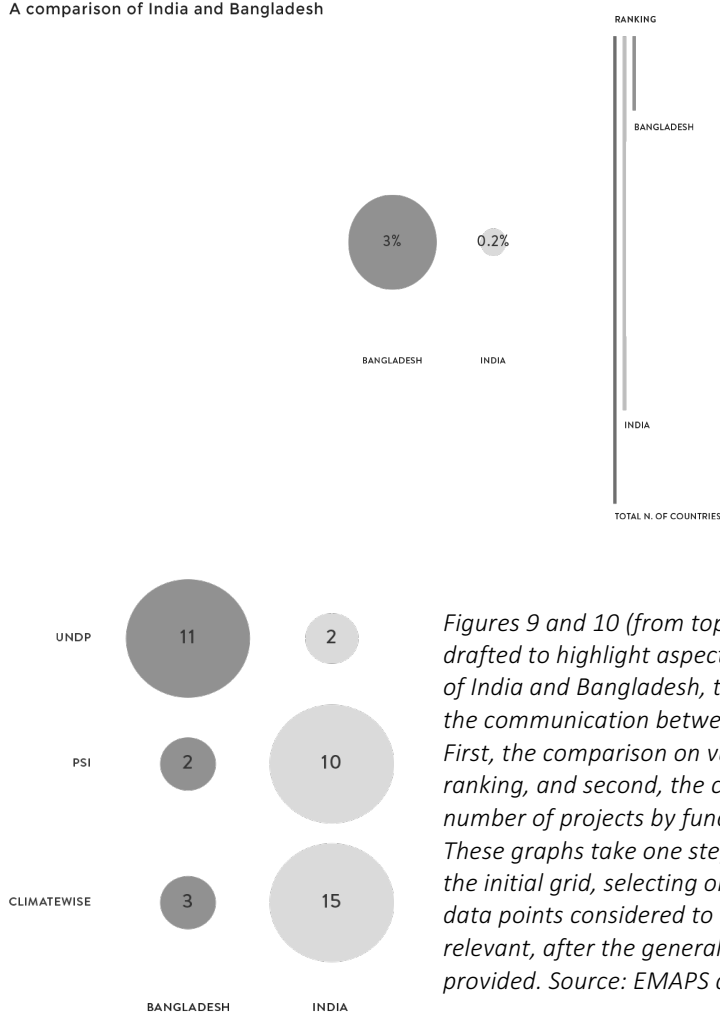 A comparison of India and Bangladesh
RANKING
BANGLADESH
3%
0.2%
BANGLADESH
INDIA
INDIA
TOTAL N. OF COUNTRIES
UNDP
11
2
PSI
2
10
CLIMATEWISE
3
15
BANGLADESH
INDIA
Figures 9 and 10 (from top
drafted to highlight aspect
of India and Bangladesh, t
the communication betwe
First, the comparison on v
ranking, and second, the c
number of projects by fund
These graphs take one ste
the initial grid, selecting o
data points considered to
relevant, after the general
provided. Source: EMAPS